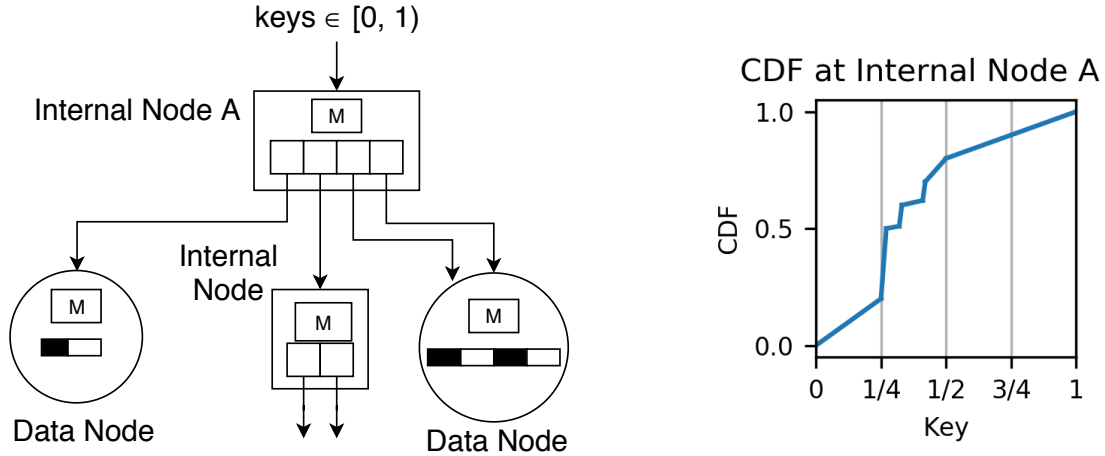 keys ∈ [0, 1)
Internal Node A
M
Internal
Node
M
M
M
Data Node
Data Node
CDF at Internal Node A
CDF
1.0
0.5
0.0
0
1/4
1/2
3/4
1
Key